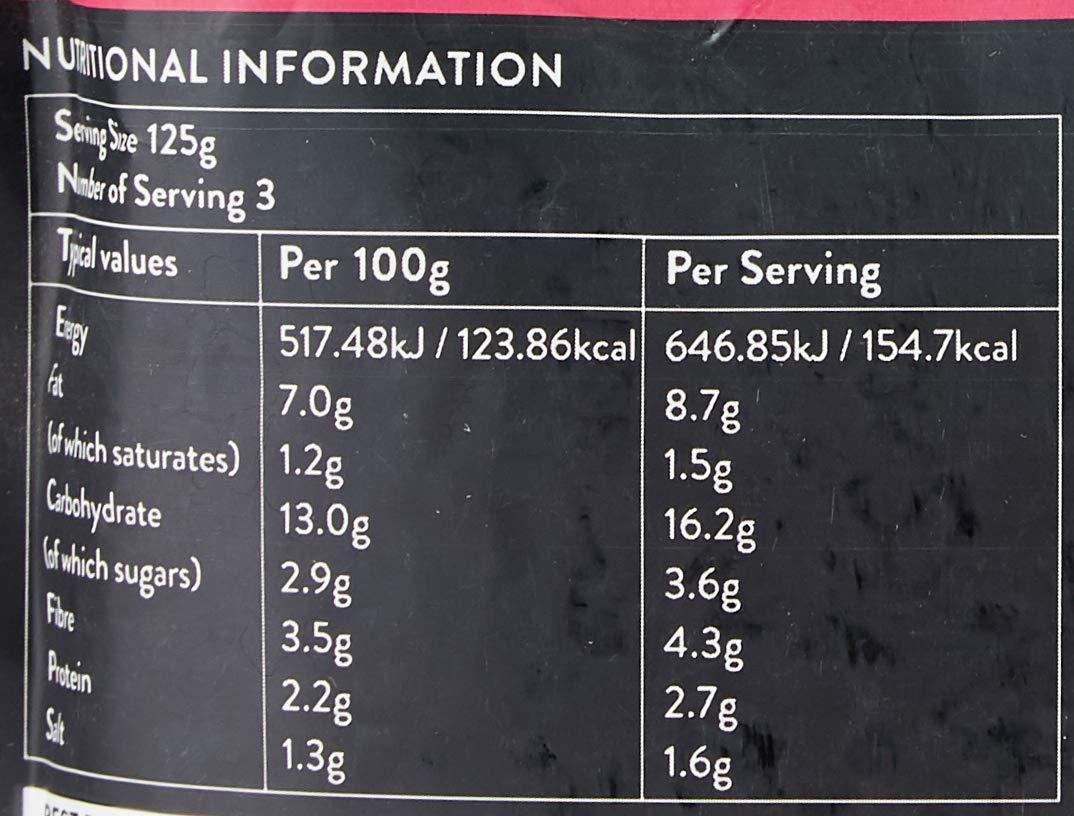 NUTRITIONAL INFORMATION
Serving Size 125g
Number of Serving 3
Typical values Per 100g Per Serving
Energy 517.48kJ / 123.86kcal 646.85kJ / 154.7kcal
Fat 7.0g 8.7g
(of which saturates) 1.2g 1.5g
Carbohydrate 13.0g 16.2g
(of which sugars) 2.9g 3.6g
Fibre 3.5g 4.3g
Protein 2.2g 2.7g
Salt 1.3g 1.6g